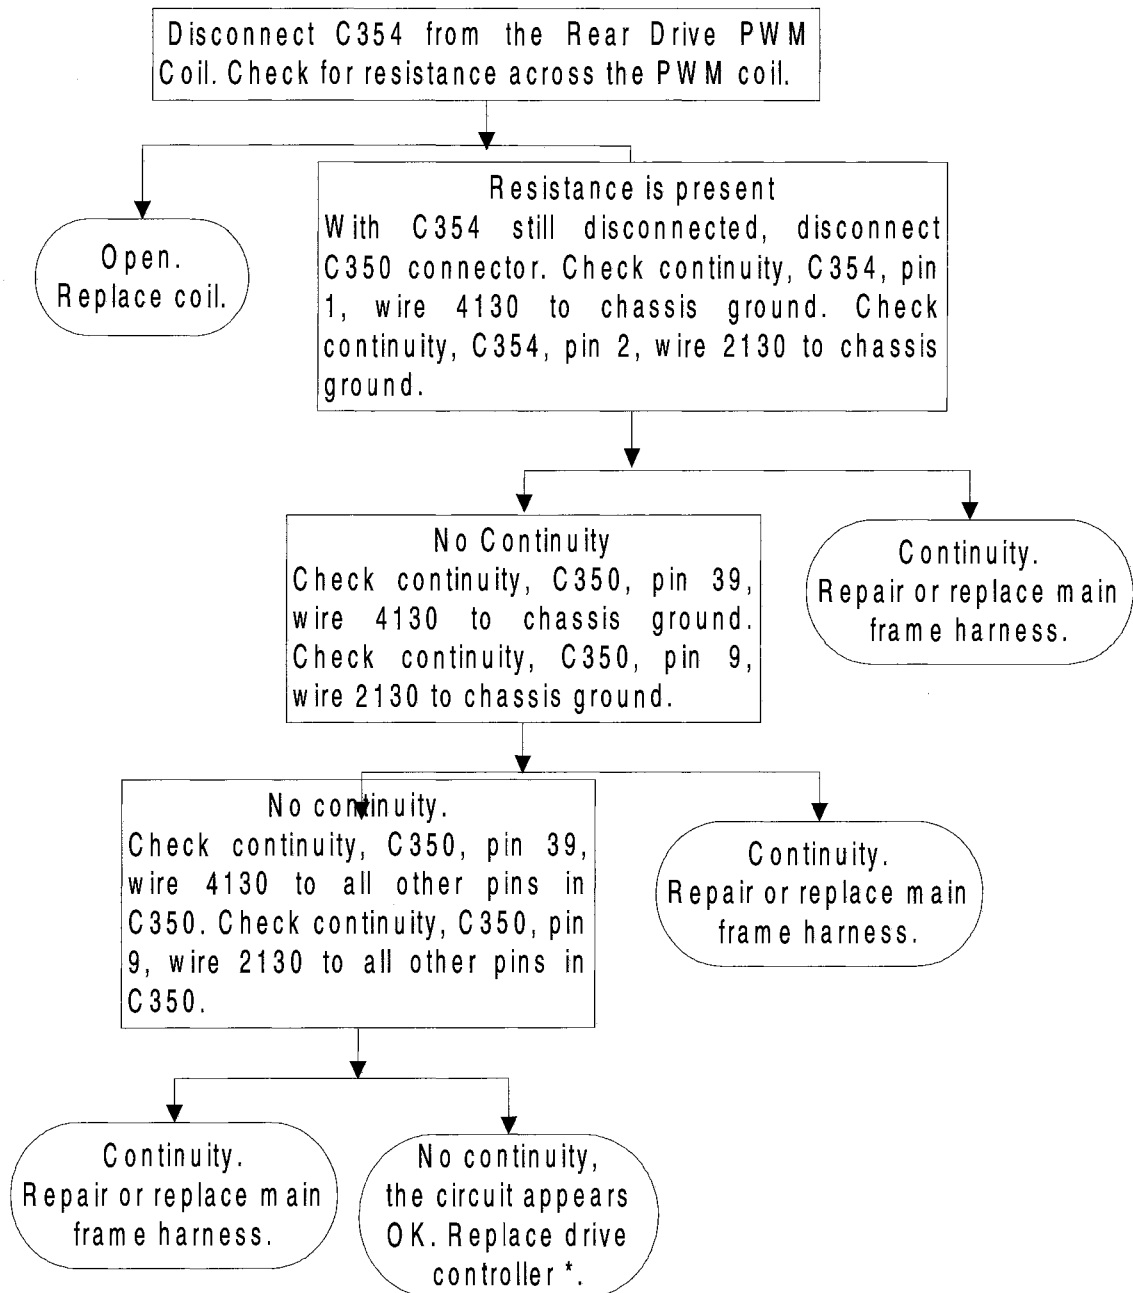 Disconnect C354 from the Rear Drive PWM
Coil. Check for resistance across the PWM coil.
Open.
Replace coil.
Resistance is present
With C354 still disconnected, disconnect
C350 connector. Check continuity, C354, pin
1, wire 4130 to chassis ground. Check
continuity, C354, pin 2, wire 2130 to chassis
ground.
No Continuity
Check continuity, C350, pin 39,
wire 4130 to chassis ground.
Check continuity, C350, pin 9,
wire 2130 to chassis ground.
Continuity.
Repair or replace main
frame harness.
No continuity.
Check continuity, C350, pin 39,
wire 4130 to all other pins in
C350. Check continuity, C350, pin
9, wire 2130 to all other pins in
C350.
Continuity.
Repair or replace main
frame harness.
Continuity.
Repair or replace main
frame harness.
No continuity,
the circuit appears
OK. Replace drive
controller *.